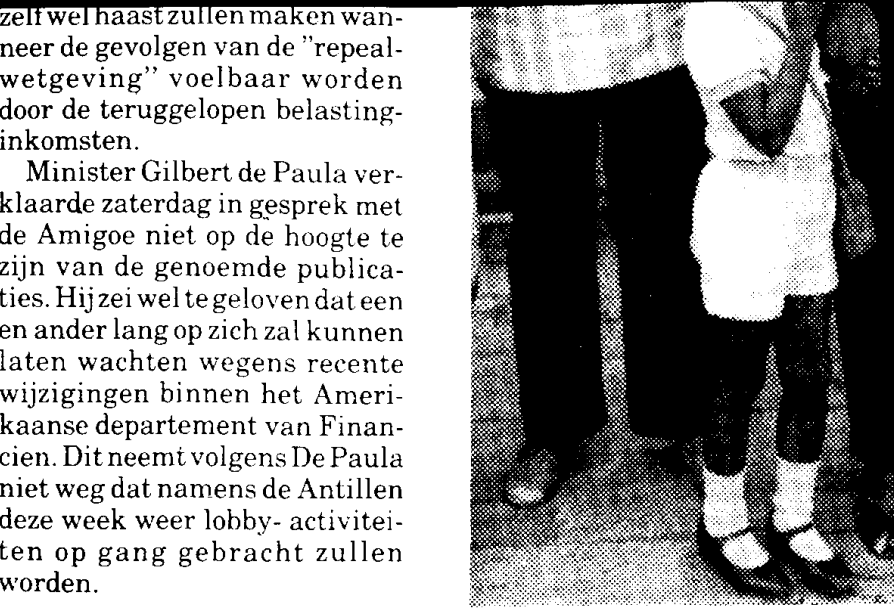 zelf wel haast zullen maken wan-
neer de gevolgen van de "repeal-
wetgeving" voelbaar worden
door de teruggelopen belasting-
inkomsten.
Minister Gilbert de Paula ver-
klaarde zaterdag in gesprek met
de Amigoe niet op de hoogte te
zijn van de genoemde publica-
ties. Hij zei wel te geloven dat een
en ander lang op zich zal kunnen
laten wachten wegens recente
wijzigingen binnen het Ameri-
kaanse departement van Finan-
cien. Dit neemt volgens De Paula
niet weg dat namens de Antillen
deze week weer lobby- activitei-
ten op gang gebracht zullen
worden.